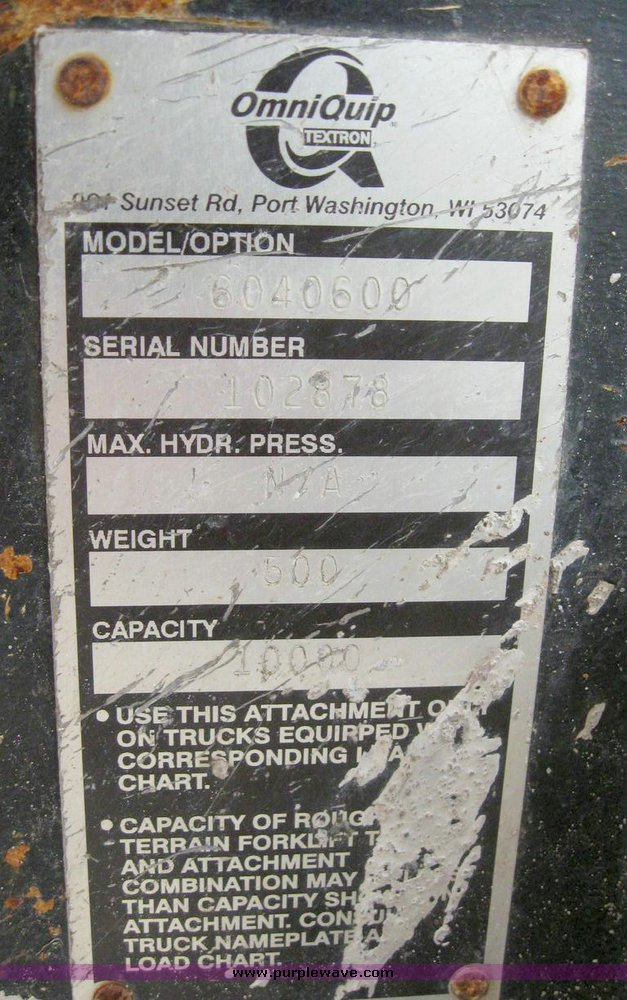 OmniQuip
TEXTRON
Sunset Rd, Port Washington, WI 53074
MODEL/OPTION
6040600
SERIAL NUMBER
102878
MAX. HYDR. PRESS.
N/A
WEIGHT
500
CAPACITY
10000
• USE THIS ATTACHMENT
ON TRUCKS EQUIPPED
CORRESPONDING
CHART.
• CAPACITY OF ROUGH
TERRAIN FORKLIFT
AND ATTACHMENT
COMBINATION MAY
THAN CAPACITY
ATTACHMENT. CONSULT
TRUCK NAMEPLATE
LOAD CHART.
www.purplewave.com